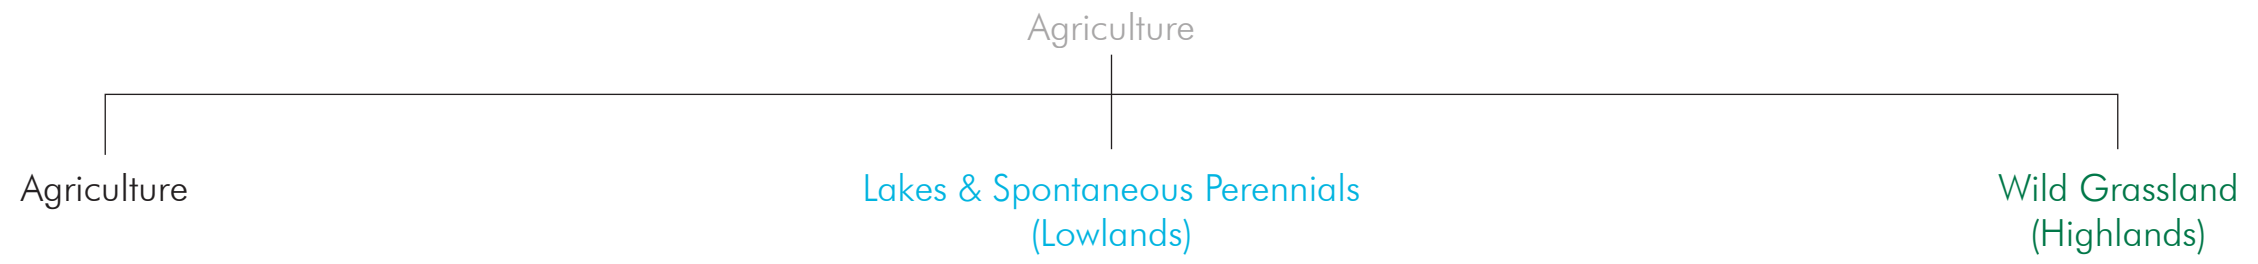 Agriculture
Agriculture
Lakes & Spontaneous Perennials
(Lowlands)
Wild Grassland
(Highlands)